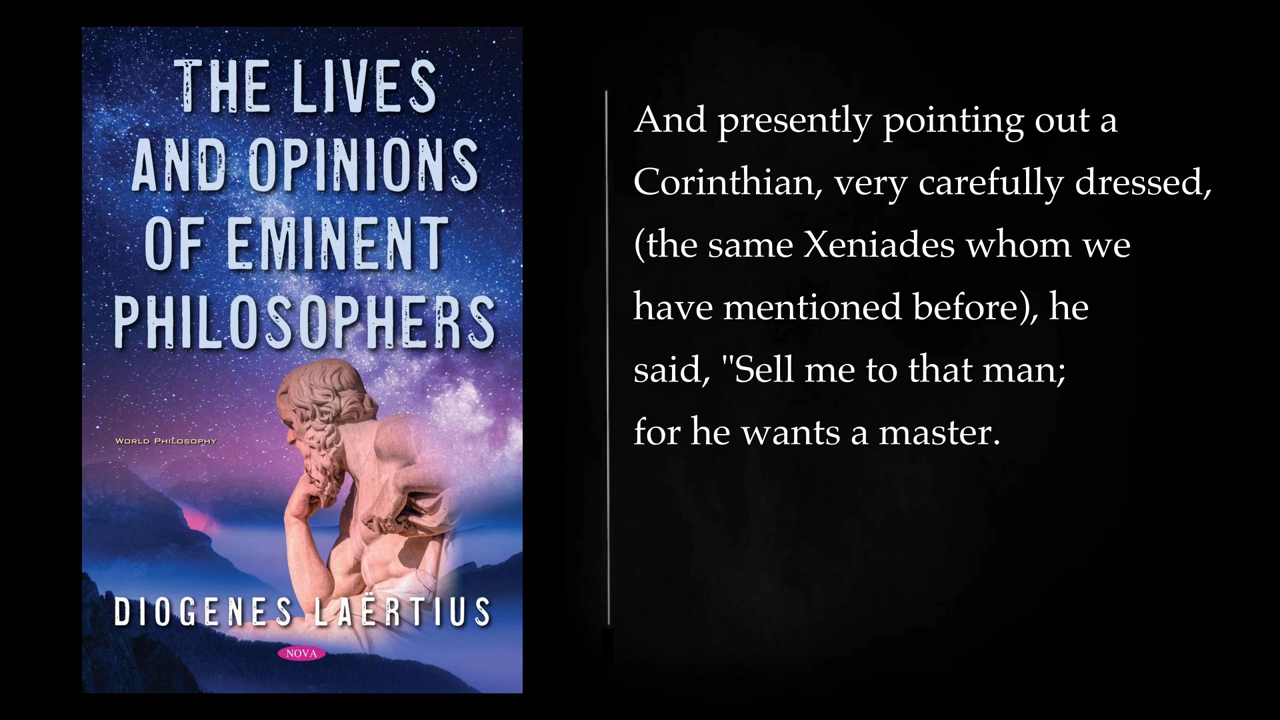 THE LIVES
AND OPINIONS
OF EMINENT
PHILOSOPHERS
WORLD PHILOSOPHY
DIOGENES LAËRTIUS
NOVA
And presently pointing out a
Corinthian, very carefully dressed,
(the same Xeniades whom we
have mentioned before), he
said, "Sell me to that man;
for he wants a master.